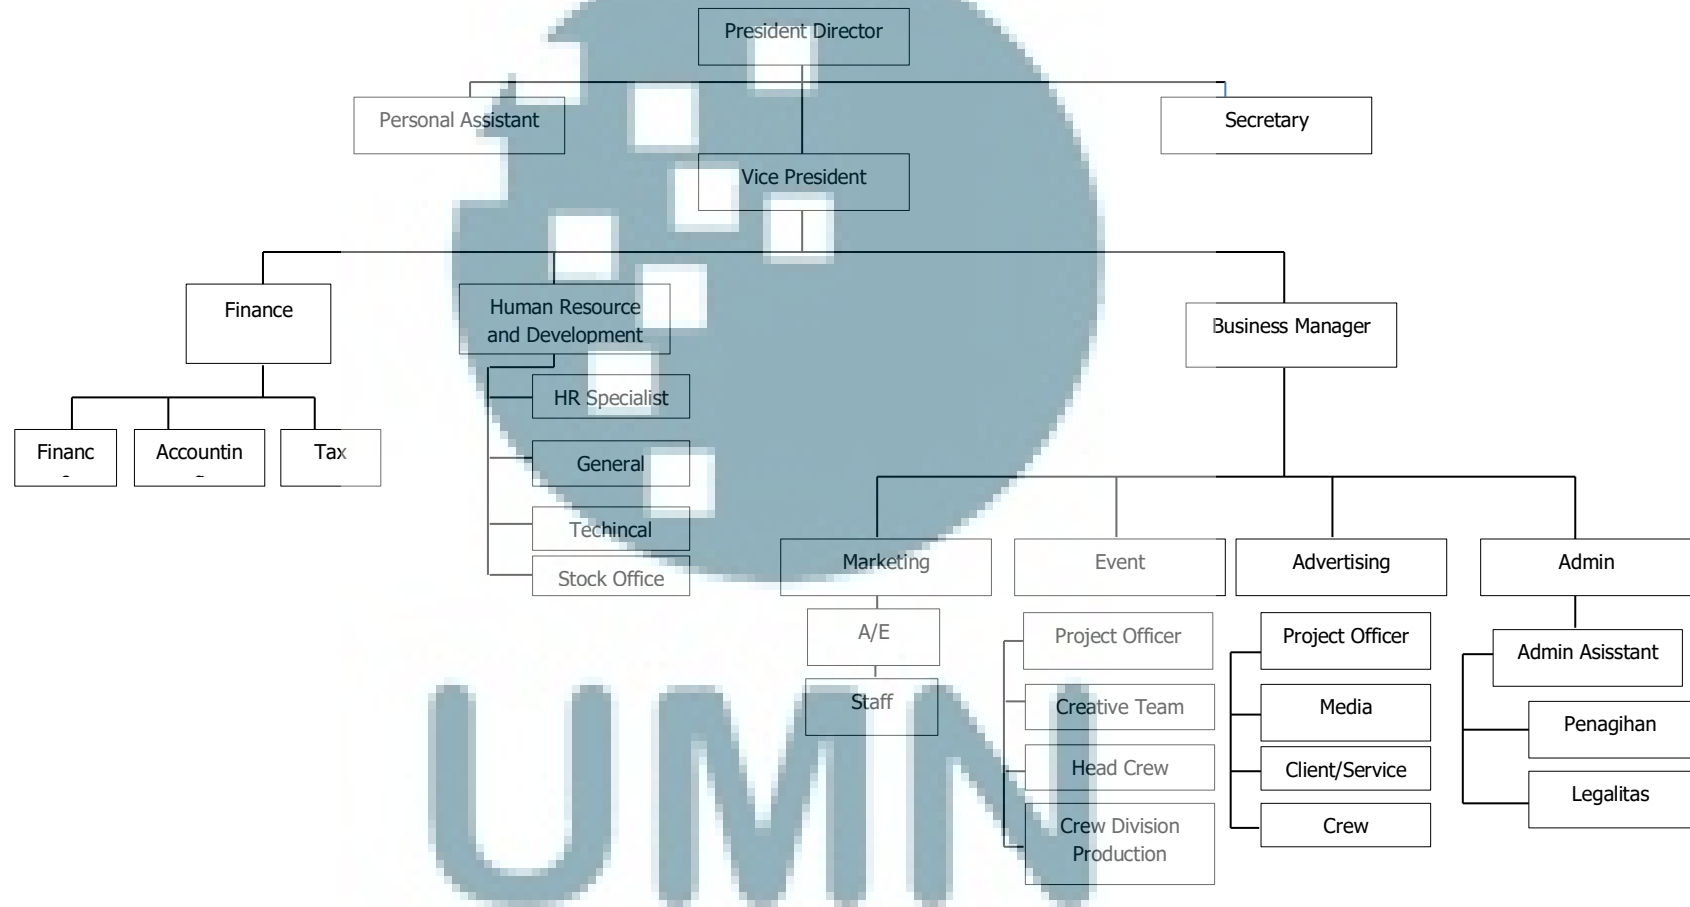 President Director
Personal Assistant
Secretary
Vice President
Finance
Human Resource
and Development
Business Manager
HR Specialist
Financ
Accountin
Tax
General
Techincal
Stock Office
Marketing
Event
Advertising
Admin
A/E
Project Officer
Project Officer
Admin Asisstant
Staff
Creative Team
Media
Penagihan
Head Crew
Client/Service
Legalitas
Crew Division
Production
Crew
UMN